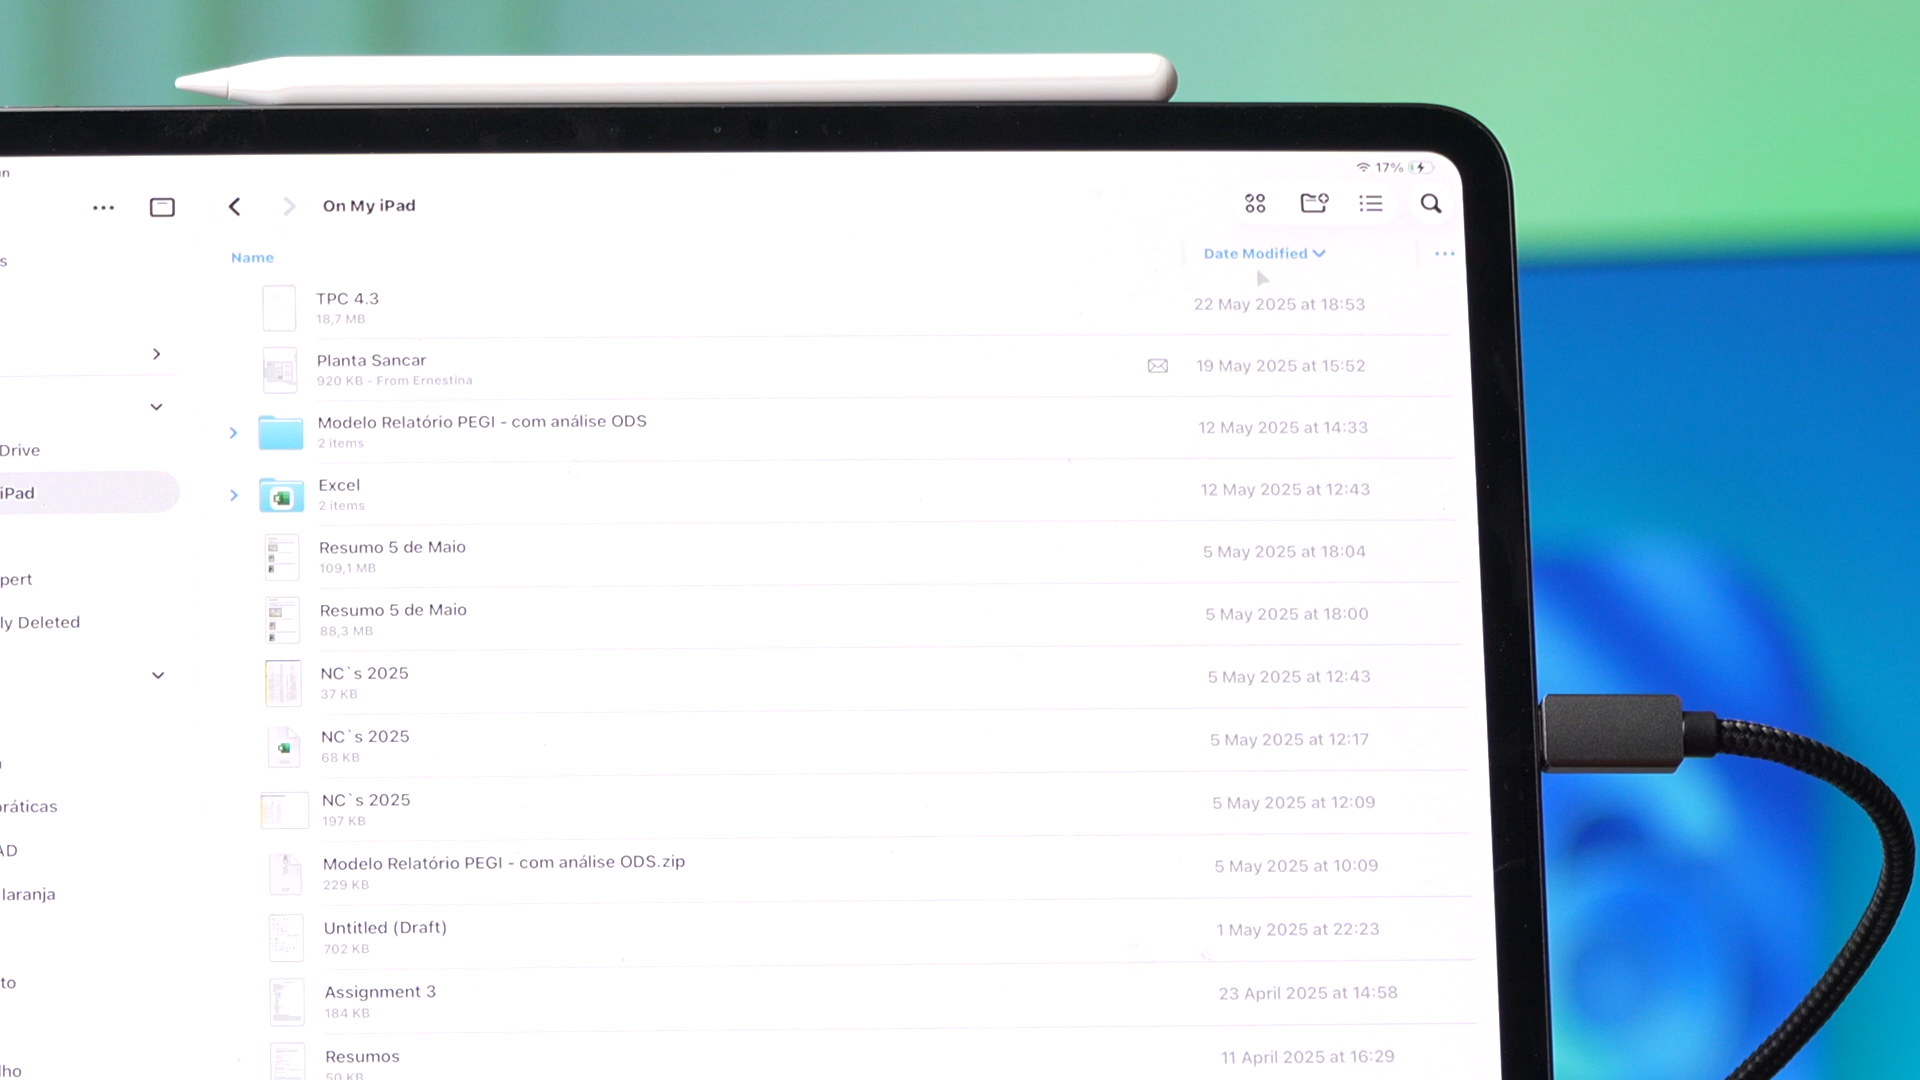 17%
On My iPad
Name
Date Modified
TPC 4.3
18,7 MB
22 May 2025 at 18:53
Planta Sancar
920 KB - From Ernestina
19 May 2025 at 15:52
Modelo Relatório PEGI - com análise ODS
2 items
12 May 2025 at 14:33
Excel
2 items
12 May 2025 at 12:43
Resumo 5 de Maio
109,1 MB
5 May 2025 at 18:04
Resumo 5 de Maio
88,3 MB
5 May 2025 at 18:00
NC`s 2025
37 KB
5 May 2025 at 12:43
NC`s 2025
68 KB
5 May 2025 at 12:17
NC`s 2025
197 KB
5 May 2025 at 12:09
Modelo Relatório PEGI - com análise ODS.zip
229 KB
5 May 2025 at 10:09
Untitled (Draft)
702 KB
1 May 2025 at 22:23
Assignment 3
184 KB
23 April 2025 at 14:58
Resumos
50 KB
11 April 2025 at 16:29
s
Drive
iPad
pert
ly Deleted
ráticas
AD
laranja
to
lho